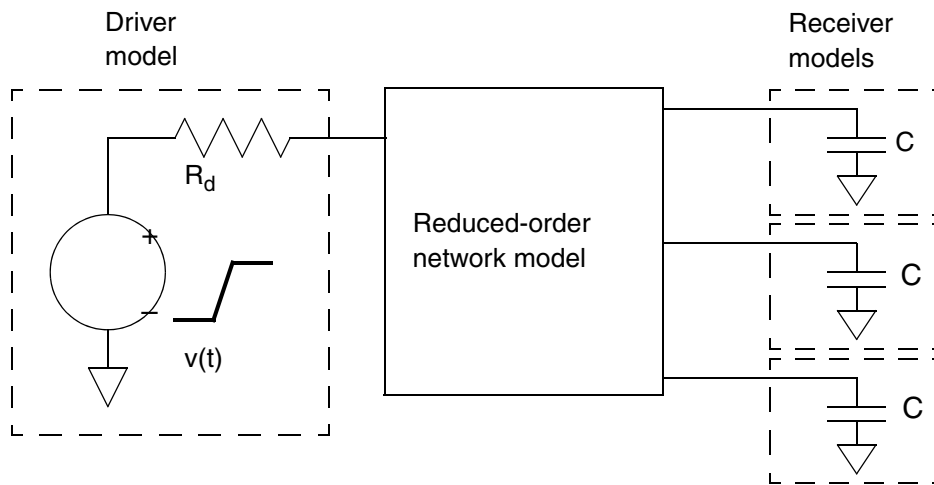 Driver
model
Receiver
models
R_d
C
Reduced-order
network model
+
C
−
v(t)
C